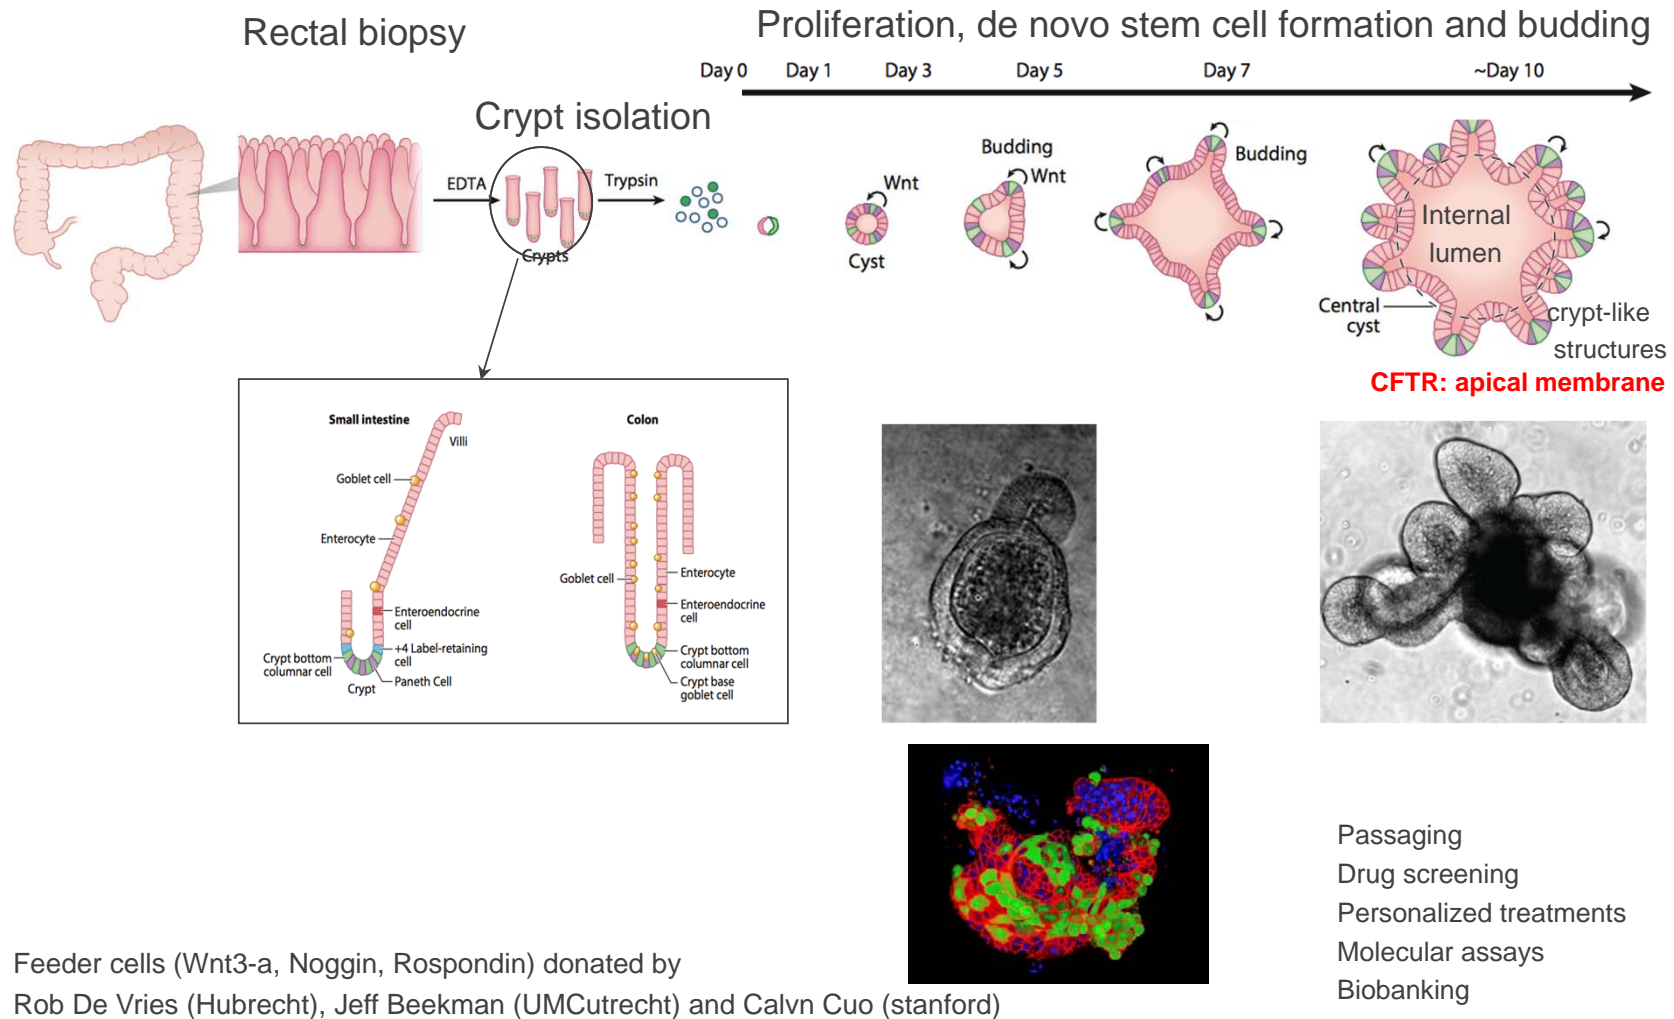 Rectal biopsy
Proliferation, de novo stem cell formation and budding
Day 0 Day 1 Day 3 Day 5 Day 7 ~Day 10
Crypt isolation
EDTA
Trypsin
Crypts
Wnt
Cyst
Budding
Wnt
Budding
Internal
lumen
Central
cyst
crypt-like
structures
CFTR: apical membrane
Small intestine
Villi
Goblet cell
Enterocyte
Enteroendocrine
cell
+4 Label-retaining
cell
Crypt bottom
columnar cell
Paneth Cell
Crypt
Colon
Goblet cell
Enterocyte
Enteroendocrine
cell
Crypt bottom
columnar cell
Crypt base
goblet cell
Passaging
Drug screening
Personalized treatments
Molecular assays
Biobanking
Feeder cells (Wnt3-a, Noggin, Rospondin) donated by
Rob De Vries (Hubrecht), Jeff Beekman (UMCutrecht) and Calvn Cuo (stanford)